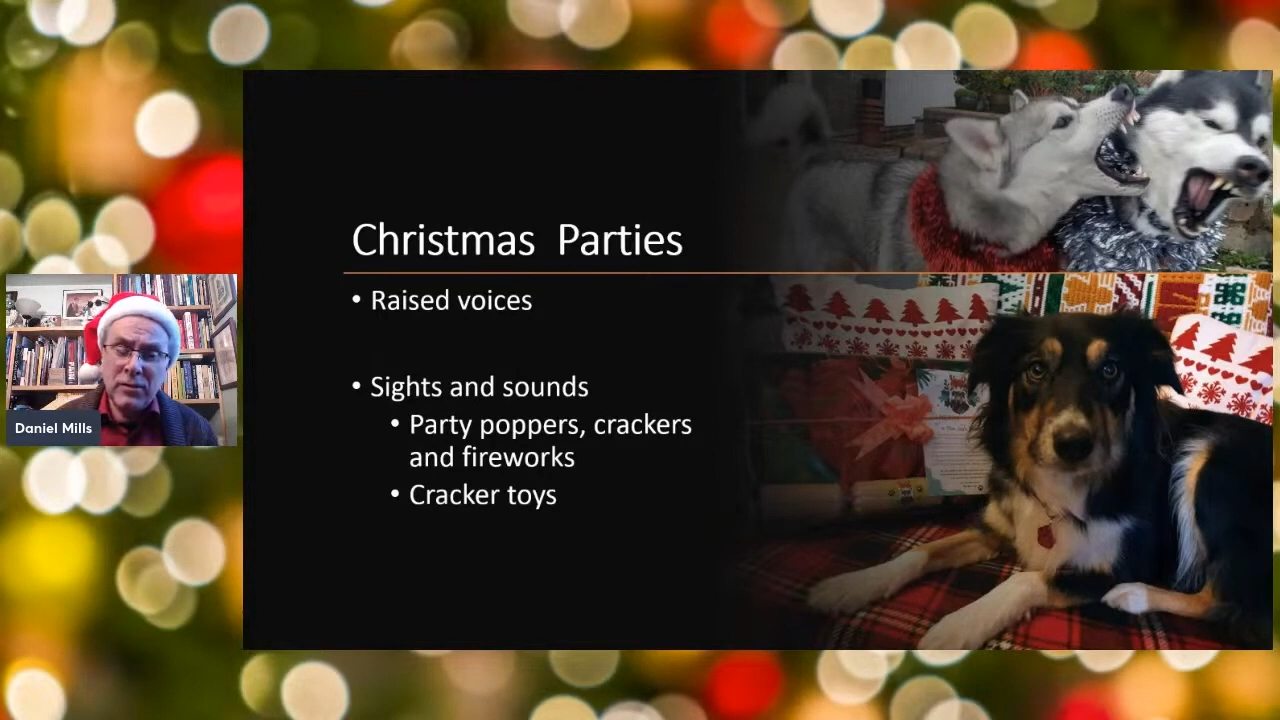 Christmas Parties
• Raised voices
• Sights and sounds
• Party poppers, crackers
and fireworks
• Cracker toys
Daniel Mills